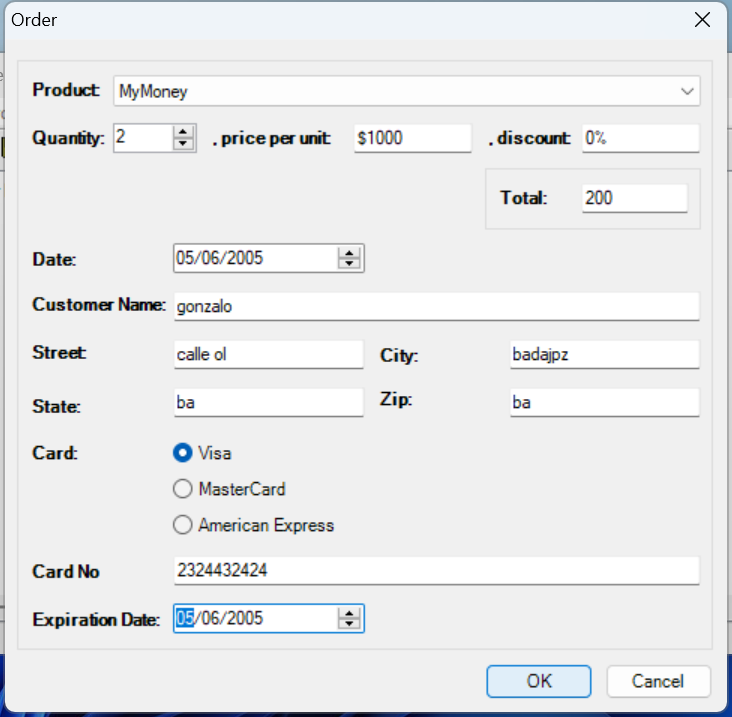 Order
Product: MyMoney
Quantity: 2 , price per unit: $1000 , discount: 0%
Total: 200
Date: 05/06/2005
Customer Name: gonzalo
Street: calle ol City: badajpz
State: ba Zip: ba
Card: Visa
MasterCard
American Express
Card No 2324432424
Expiration Date: 05/06/2005
OK Cancel